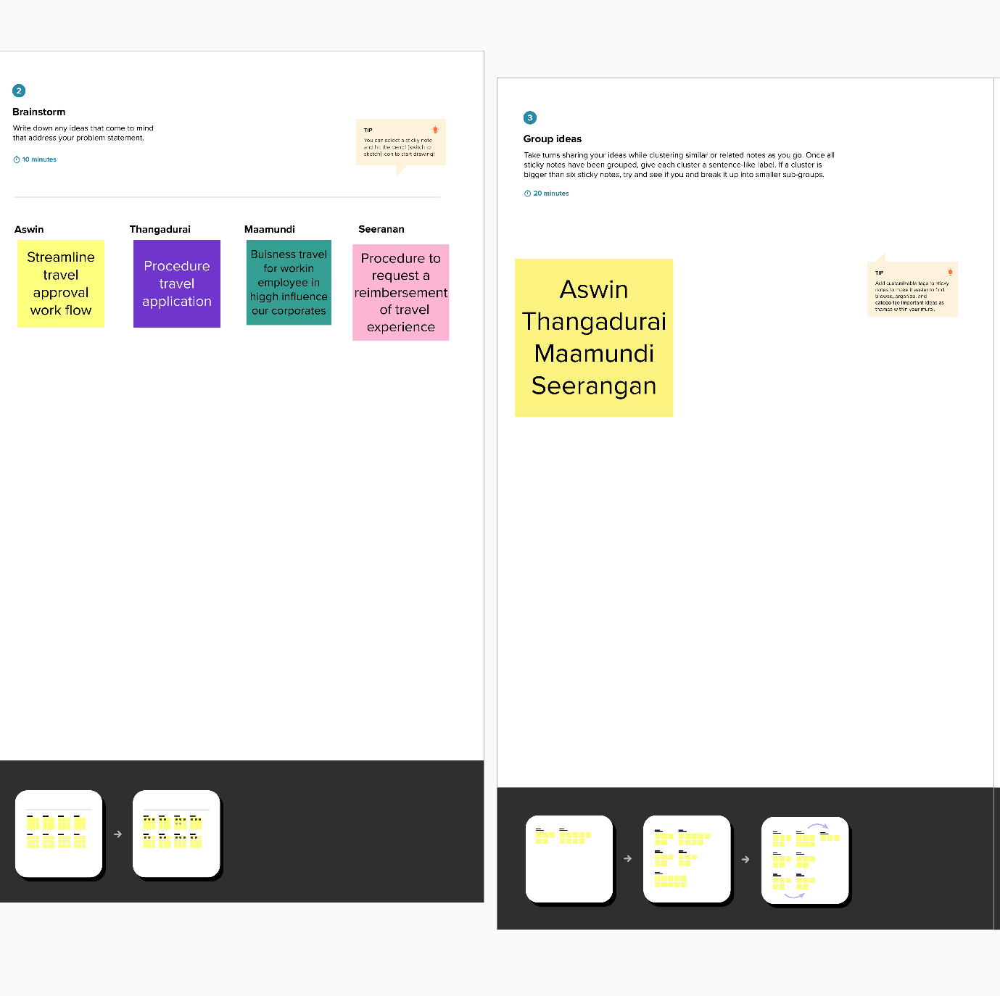 2
Brainstorm
Write down any ideas that come to mind
that address your problem statement.
10 minutes
TIP
You can select a sticky note
and hit the pencil [switch to
sketch] icon to start drawing!
Aswin
Streamline
travel
approval
work flow
Thangadurai
Procedure
travel
application
Maamundi
Buisness travel
for workin
employee in
higgh influence
our corporates
Seeranan
Procedure to
request a
reimbersement
of travel
experience
3
Group ideas
Take turns sharing your ideas while clustering similar or related notes as you go. Once all
sticky notes have been grouped, give each cluster a sentence-like label. If a cluster is
bigger than six sticky notes, try and see if you and break it up into smaller sub-groups.
20 minutes
Aswin
Thangadurai
Maamundi
Seerangan
TIP
Add customizable tags to sticky
notes to make it easier to find,
browse, organize, and
categorize important ideas as
themes within your mural.